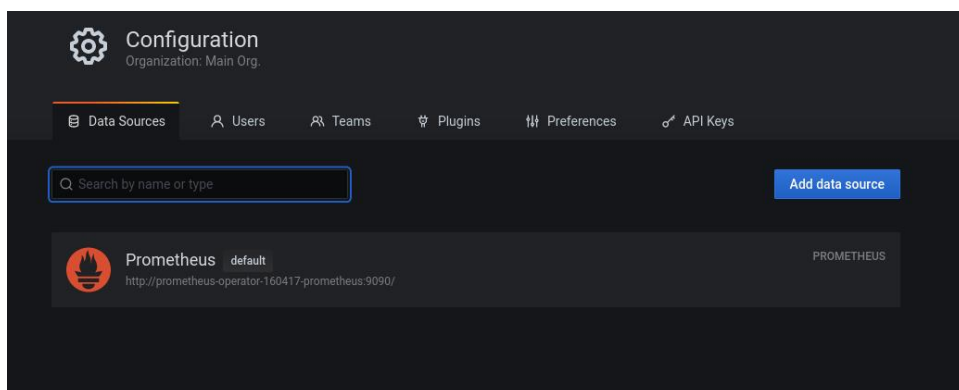 Configuration
Organization: Main Org.
Data Sources Users Teams Plugins Preferences API Keys
Search by name or type
Add data source
Prometheus default
PROMETHEUS
http://prometheus-operator-160417-prometheus:9090/